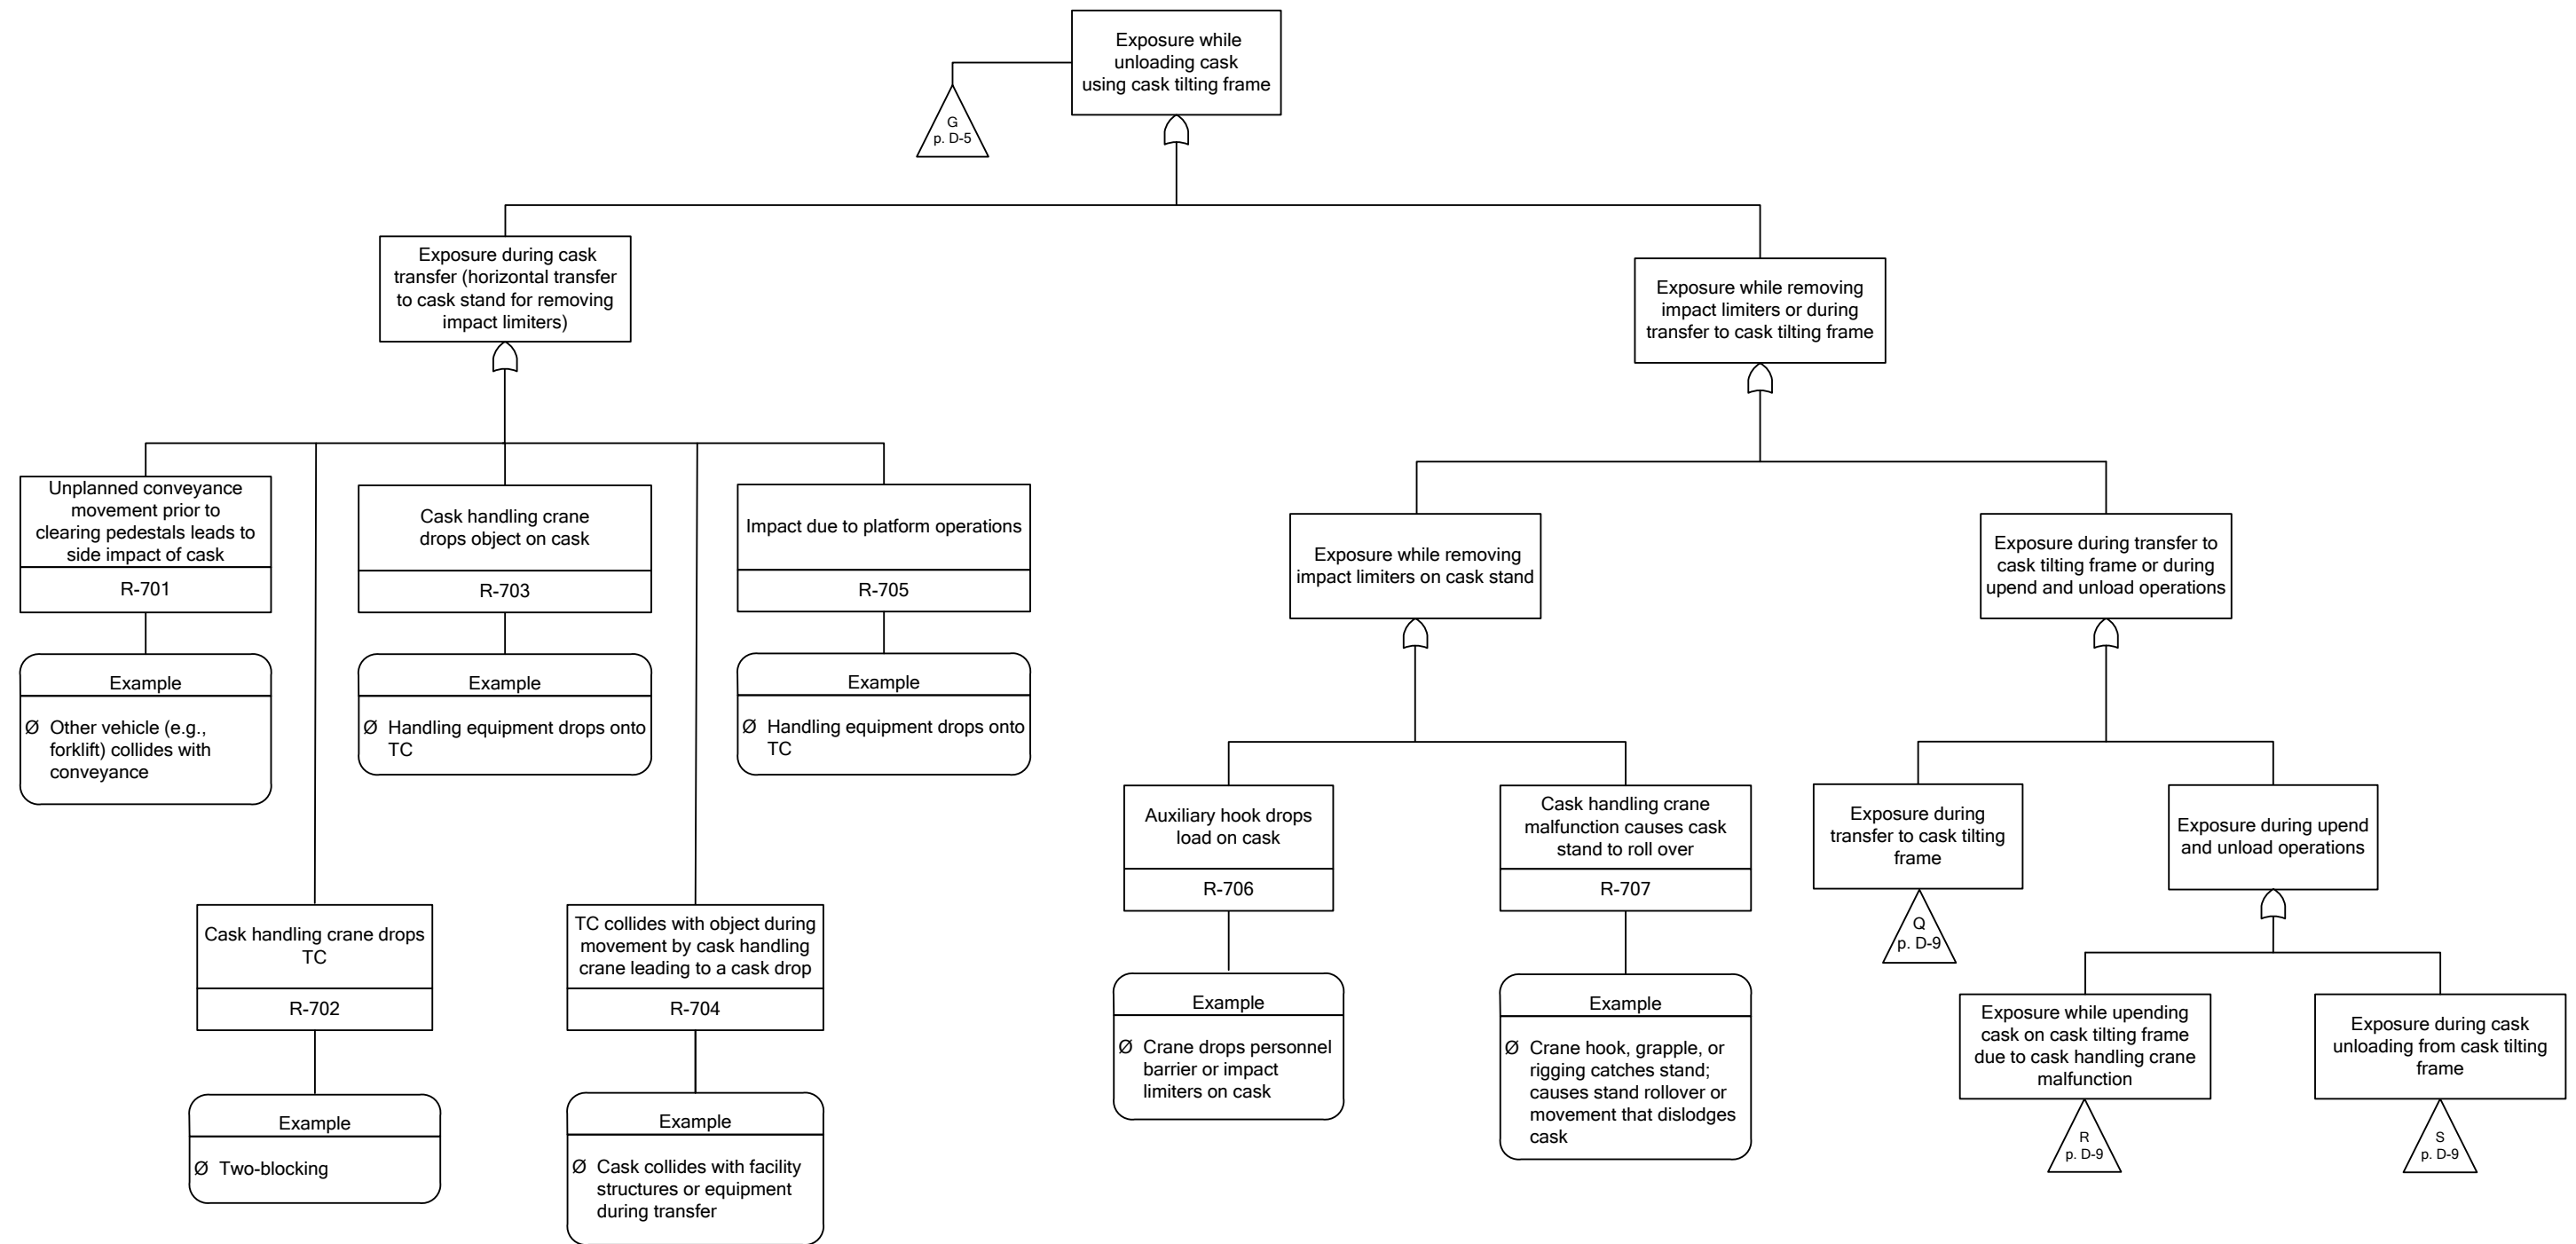 Exposure while
unloading cask
using cask tilting frame
G
p. D-5
Exposure during cask
transfer (horizontal transfer
to cask stand for removing
impact limiters)
Exposure while removing
impact limiters or during
transfer to cask tilting frame
Unplanned conveyance
movement prior to
clearing pedestals leads to
side impact of cask
R-701
Example
Ø Other vehicle (e.g.,
forklift) collides with
conveyance
Cask handling crane
drops object on cask
R-703
Example
Ø Handling equipment drops onto
TC
Impact due to platform operations
R-705
Example
Ø Handling equipment drops onto
TC
Cask handling crane drops
TC
R-702
Example
Ø Two-blocking
TC collides with object during
movement by cask handling
crane leading to a cask drop
R-704
Example
Ø Cask collides with facility
structures or equipment
during transfer
Exposure while removing
impact limiters on cask stand
Exposure during transfer to
cask tilting frame or during
upend and unload operations
Auxiliary hook drops
load on cask
R-706
Example
Ø Crane drops personnel
barrier or impact
limiters on cask
Cask handling crane
malfunction causes cask
stand to roll over
R-707
Example
Ø Crane hook, grapple, or
rigging catches stand;
causes stand rollover or
movement that dislodges
cask
Exposure during
transfer to cask tilting
frame
Q
p. D-9
Exposure during upend
and unload operations
Exposure while upending
cask on cask tilting frame
due to cask handling crane
malfunction
R
p. D-9
Exposure during cask
unloading from cask tilting
frame
S
p. D-9